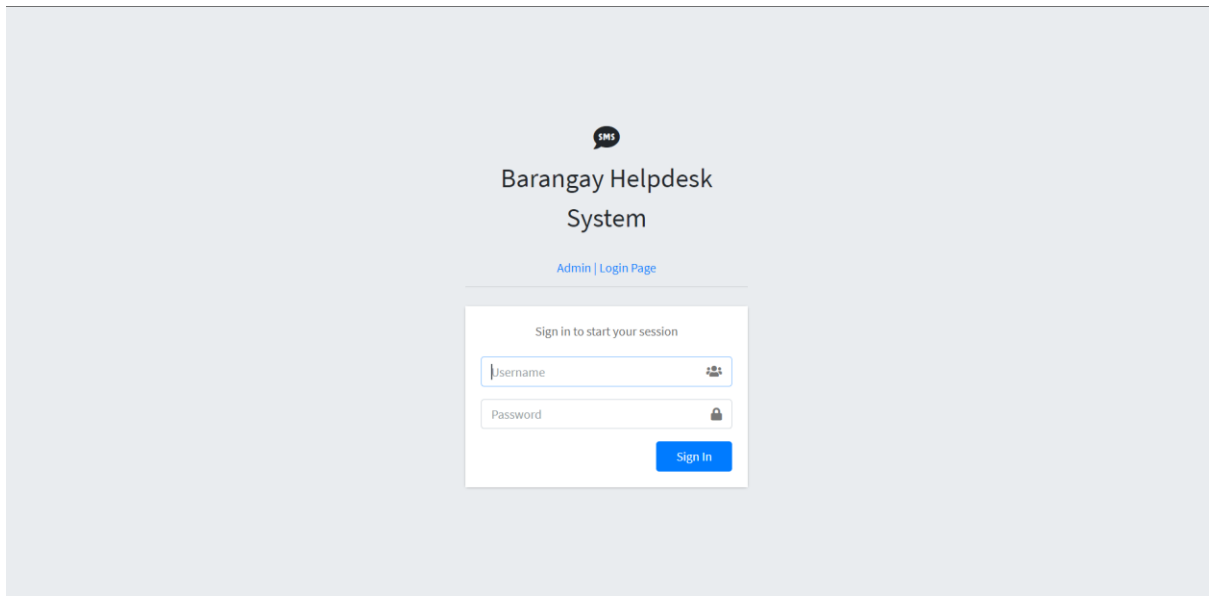 SMS
Barangay Helpdesk
System
Admin | Login Page
Sign in to start your session
Username
Password
Sign In